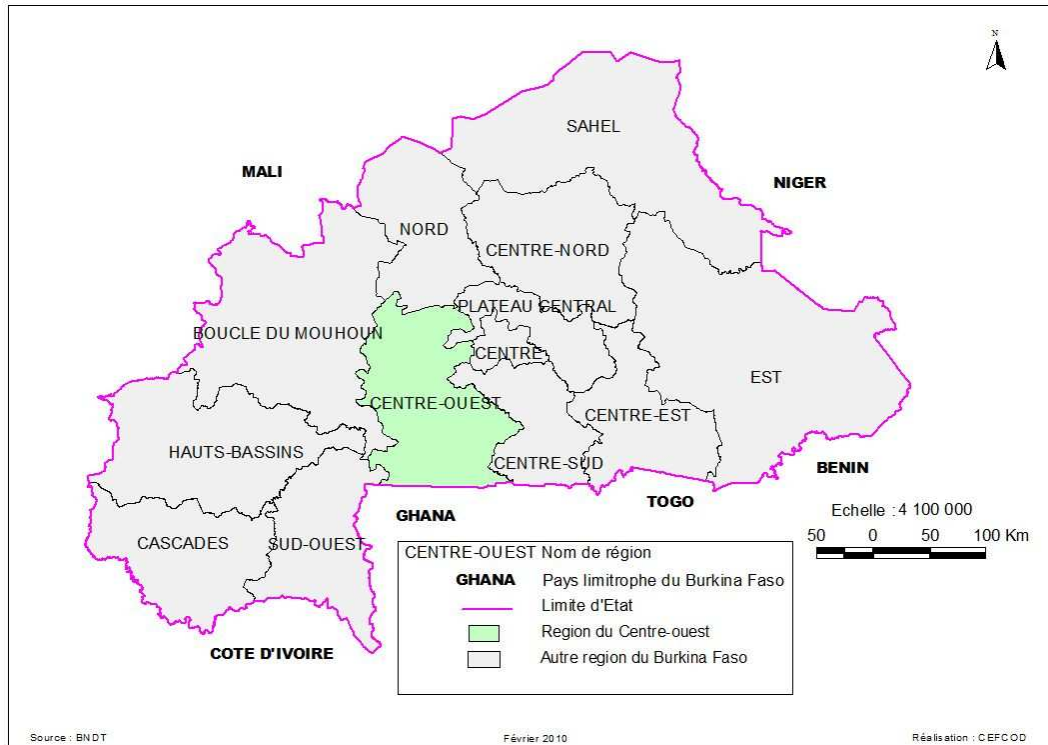 N
SAHEL
MALI
NIGER
NORD
CENTRE-NORD
PLATEAU CENTRAL
BOUCLE DU MOUHOUN
CENTRE
EST
CENTRE-OUEST
CENTRE-EST
HAUTS-BASSINS
CENTRE-SUD
BENIN
TOGO
GHANA
Echelle : 4 100 000
50 0 50 100 Km
CASCADES
SUD-OUEST
COTE D'IVOIRE
CENTRE-OUEST Nom de région
GHANA Pays limitrophe du Burkina Faso
Limite d'Etat
Region du Centre-ouest
Autre region du Burkina Faso
Source : BNDT
Février 2010
Réalisation : CEFCOD